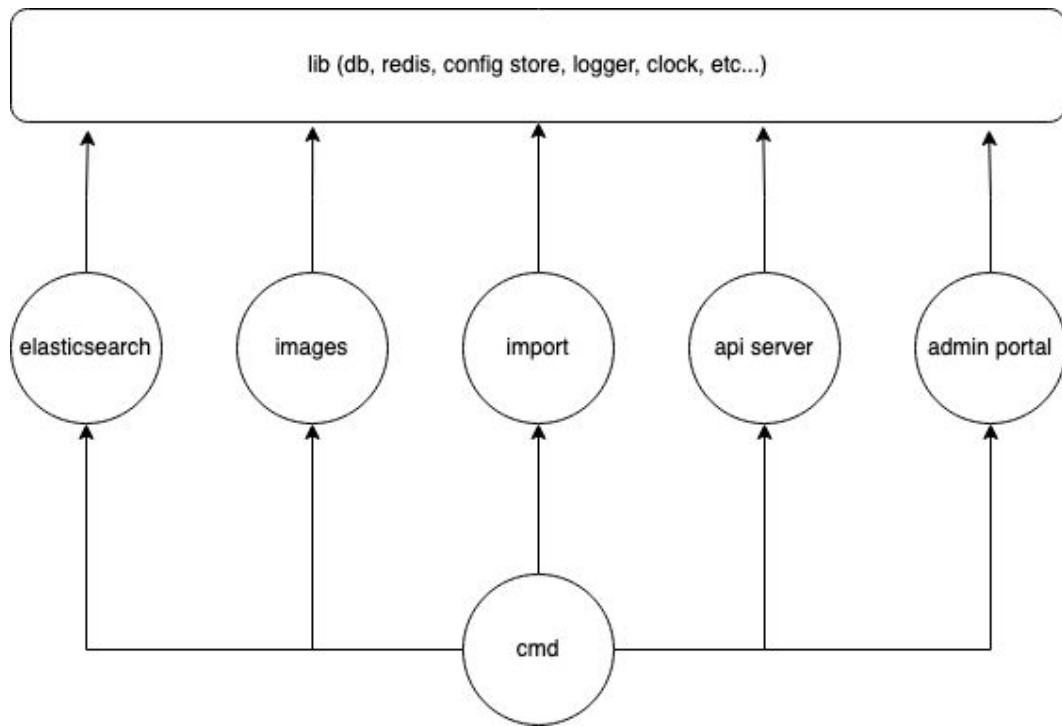 lib (db, redis, config store, logger, clock, etc...)
elasticsearch
images
import
api server
admin portal
cmd